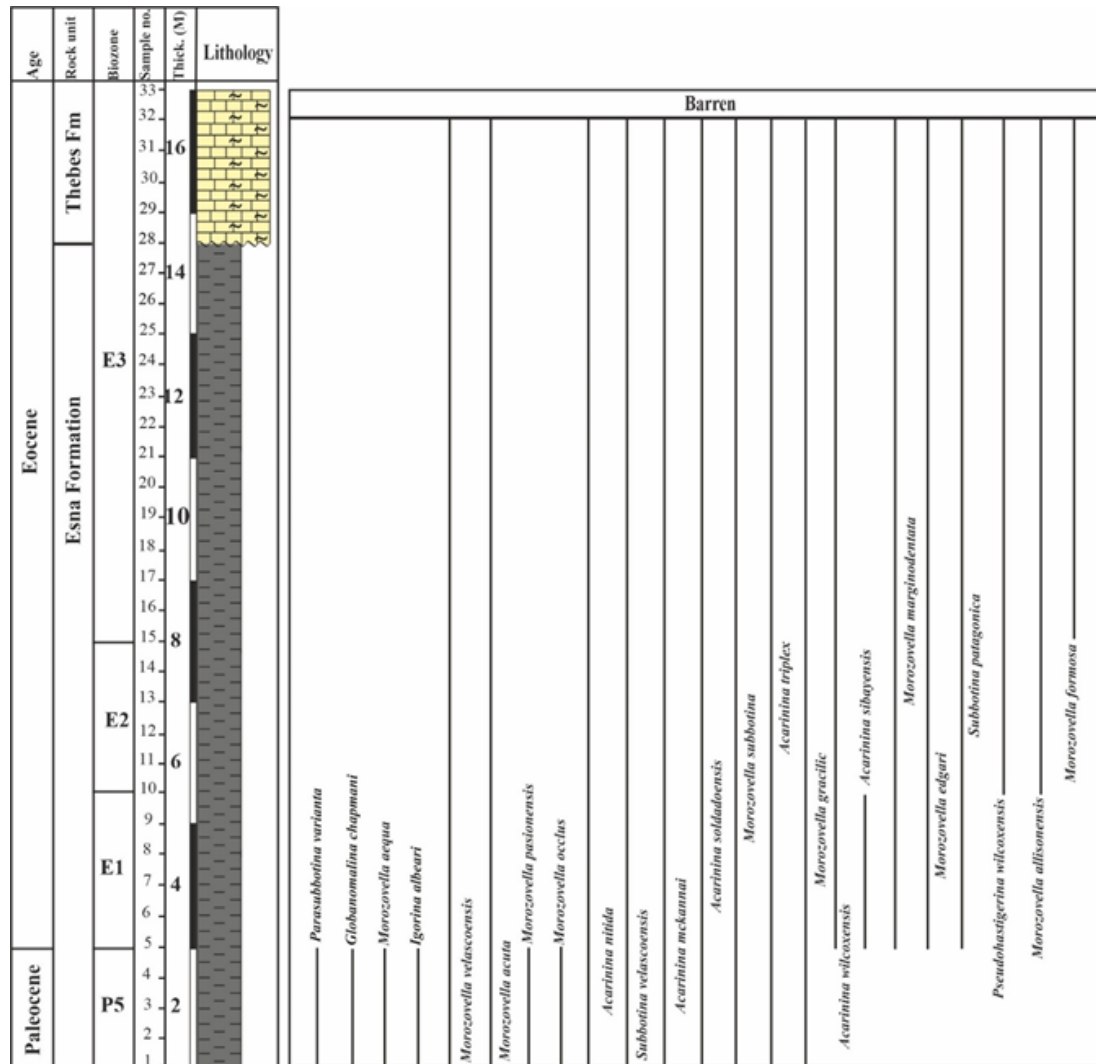 Age
Rock unit
Biozone
Sample no.
Thick. (M)
Lithology
Barren
Eocene
Paleocene
Thebes Fm
Esna Formation
E3
E2
E1
P5
33
32
31
30
29
28
27
26
25
24
23
22
21
20
19
18
17
16
15
14
13
12
11
10
9
8
7
6
5
4
3
2
1
16
14
12
10
8
6
4
2
Parasubbotina varianta
Globanomalina chapmani
Morozovella aequa
Igorina albeari
Morozovella velascoensis
Morozovella acuta
Morozovella pasionensis
Morozovella occlus
Acarinina nitida
Subbotina velascoensis
Acarinina mckannai
Acarinina soldadoensis
Morozovella subbotina
Acarinina triplex
Morozovella gracilic
Acarinina wilcoxensis
Acarinina sibayensis
Morozovella marginodentata
Morozovella edgari
Subbotina patagonica
Pseudohastigerina wilcoxensis
Morozovella allisonensis
Morozovella formosa